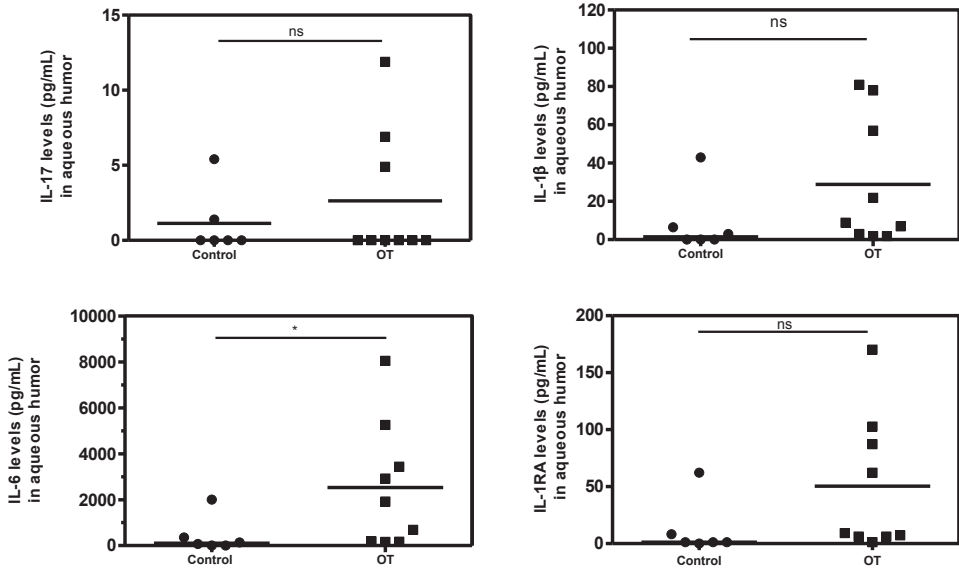 IL-17 levels (pg/mL)
in aqueous humor
15
10
5
0
ns
Control
OT
IL-1β levels (pg/mL)
in aqueous humor
120
100
80
60
40
20
0
ns
Control
OT
IL-6 levels (pg/mL)
in aqueous humor
10000
8000
6000
4000
2000
0
*
Control
OT
IL-1RA levels (pg/mL)
in aqueous humor
200
150
100
50
0
ns
Control
OT